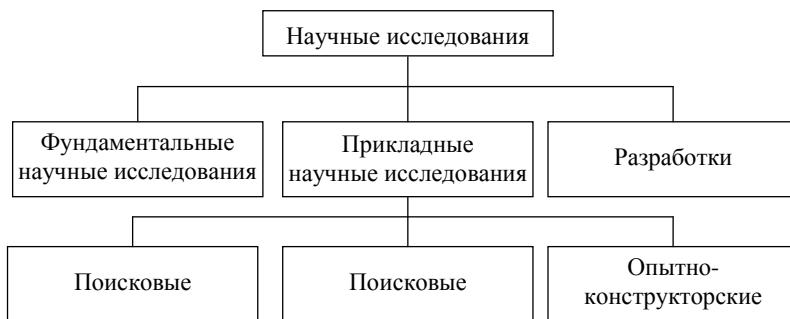 Научные исследования
Фундаментальные
научные исследования
Прикладные
научные исследования
Разработки
Поисковые
Поисковые
Опытно-
конструкторские